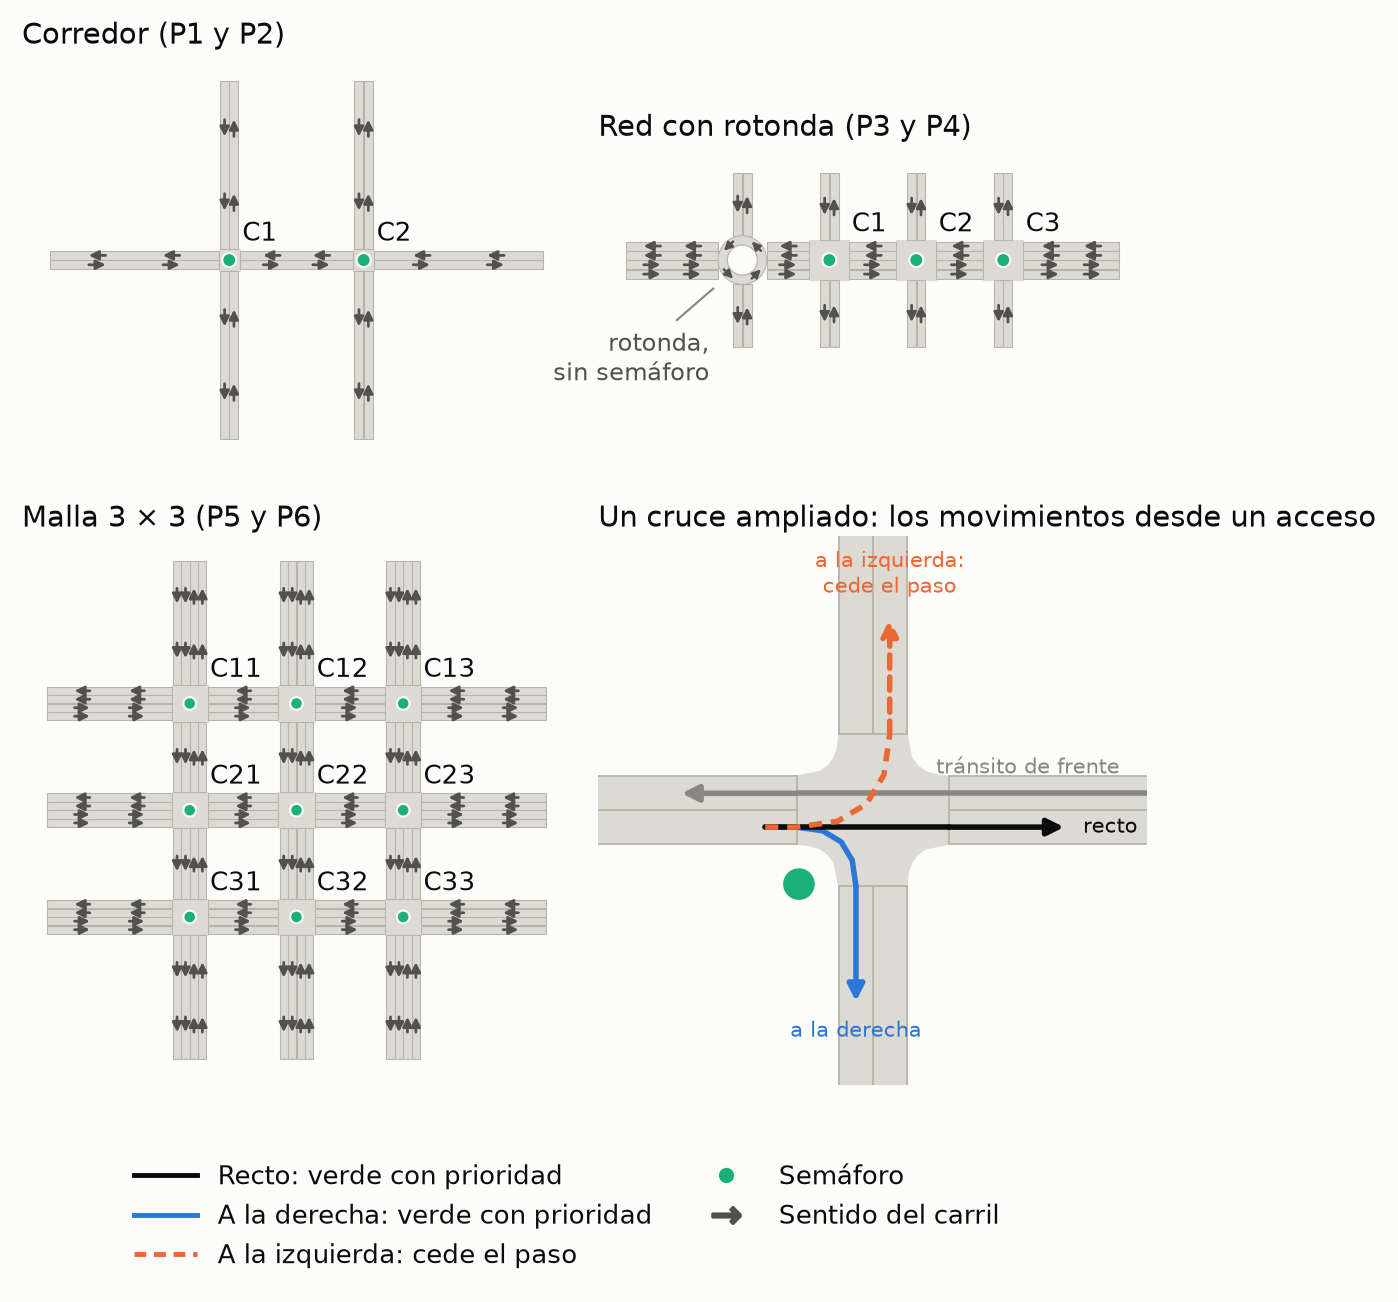 Corredor (P1 y P2)
C1
C2
Red con rotonda (P3 y P4)
C1
C2
C3
rotonda,
sin semáforo
Malla 3 × 3 (P5 y P6)
C11
C12
C13
C21
C22
C23
C31
C32
C33
Un cruce ampliado: los movimientos desde un acceso
a la izquierda:
cede el paso
tránsito de frente
recto
a la derecha
Recto: verde con prioridad
A la derecha: verde con prioridad
A la izquierda: cede el paso
Semáforo
Sentido del carril